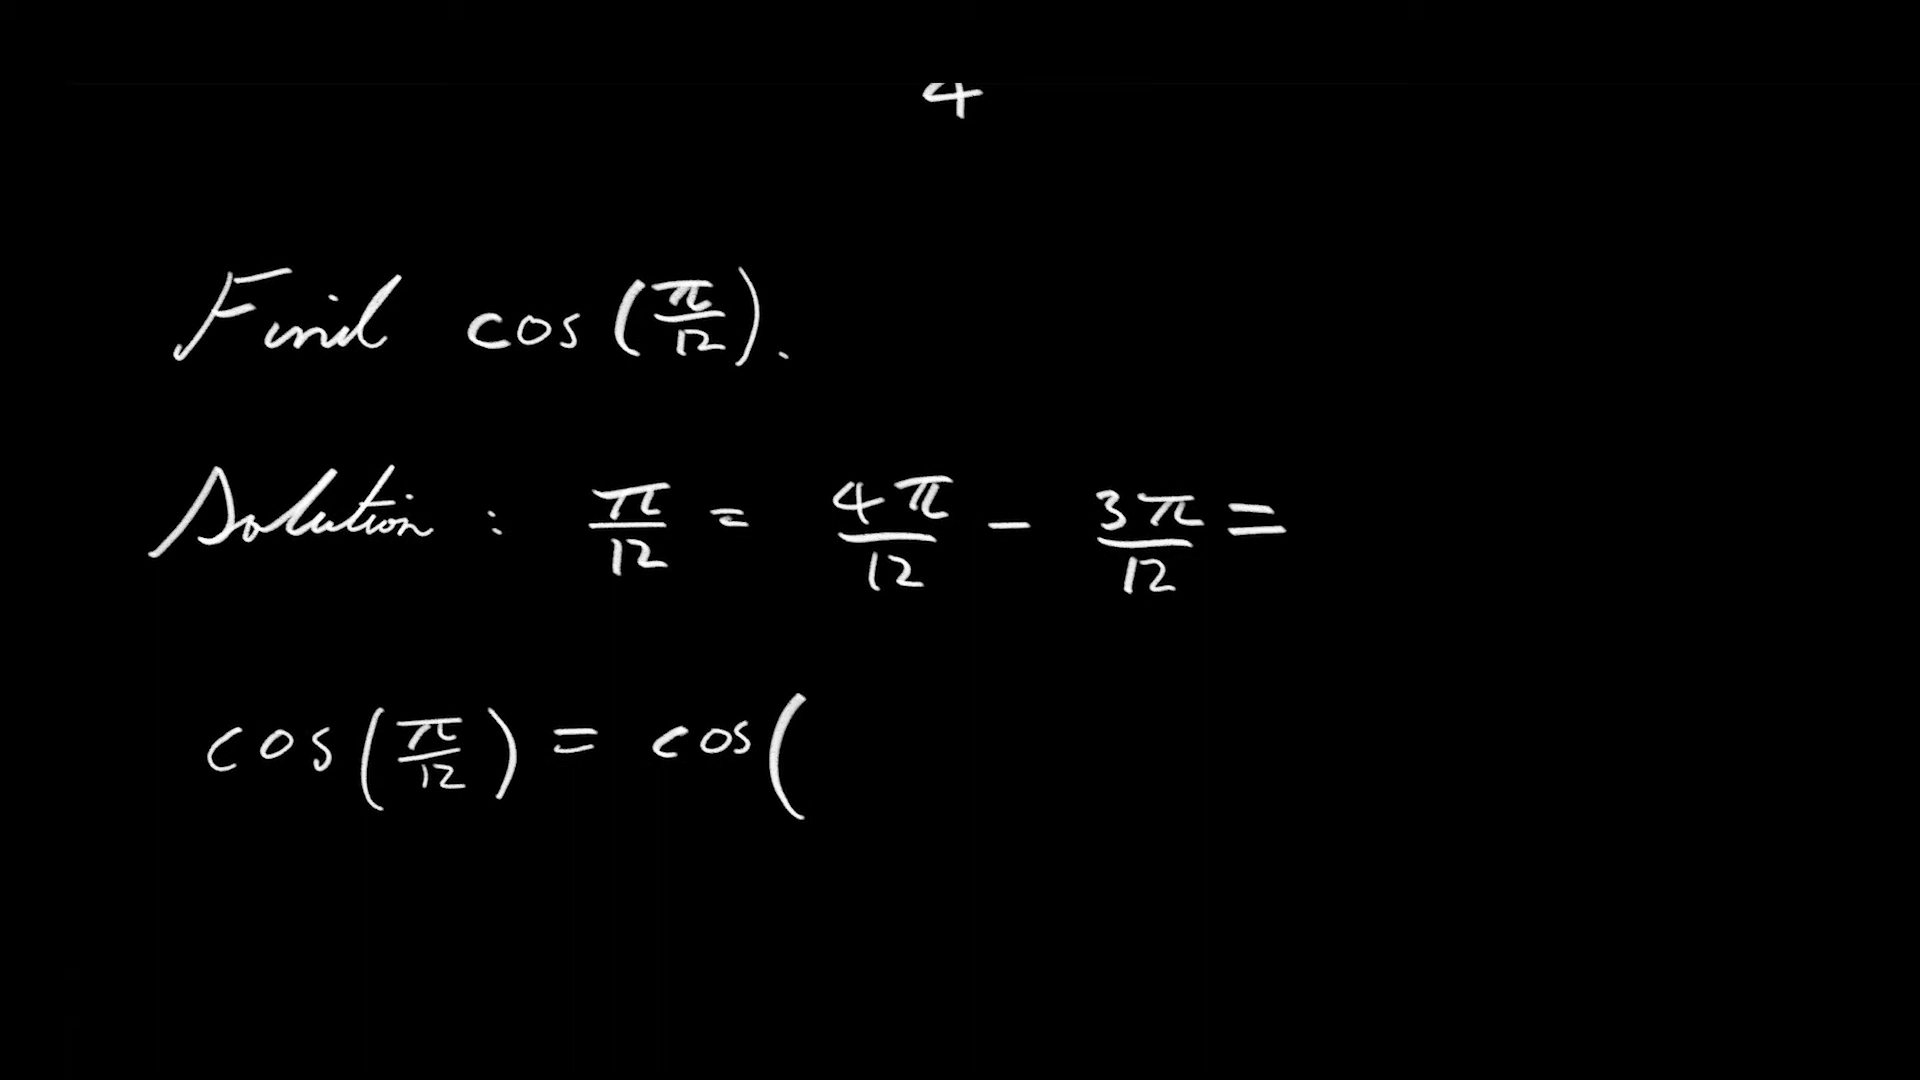 4
Find cos(π/12).
Solution : π/12 = 4π/12 - 3π/12 =
cos(π/12) = cos(